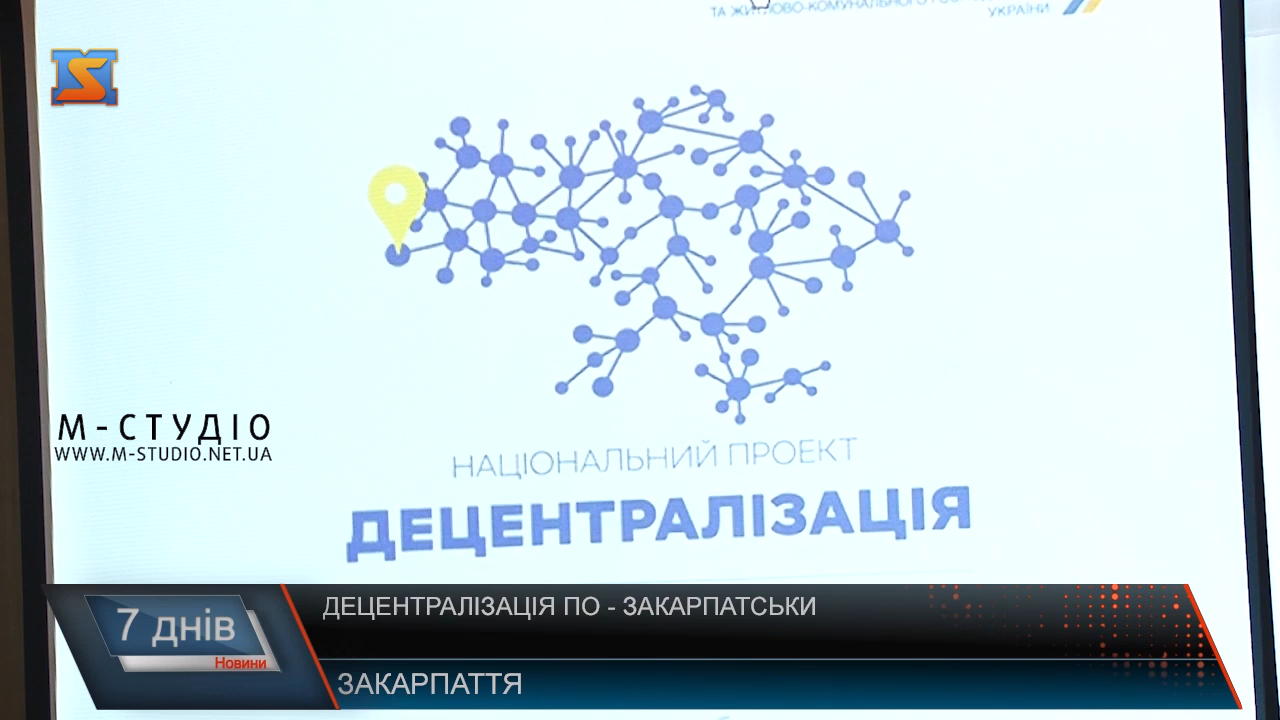 ТА ЖИТЛОВО-КОМУНАЛЬНОГО
УКРАЇНИ
М-СТУДІО
WWW.M-STUDIO.NET.UA
НАЦІОНАЛЬНИЙ ПРОЕКТ
ДЕЦЕНТРАЛІЗАЦІЯ
7 днів
Новини
ДЕЦЕНТРАЛІЗАЦІЯ ПО - ЗАКАРПАТСЬКИ
ЗАКАРПАТТЯ